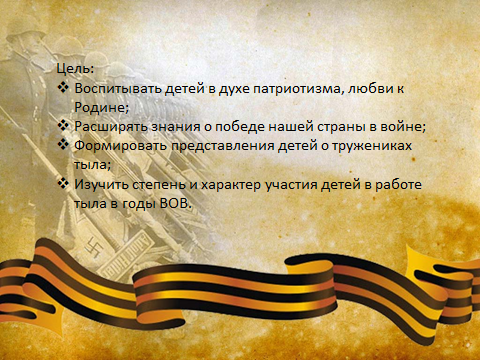 Цель:
❖ Воспитывать детей в духе патриотизма, любви к
Родине;
❖ Расширять знания о победе нашей страны в войне;
❖ Формировать представления детей о тружениках
тыла;
❖ Изучить степень и характер участия детей в работе
тыла в годы ВОВ.